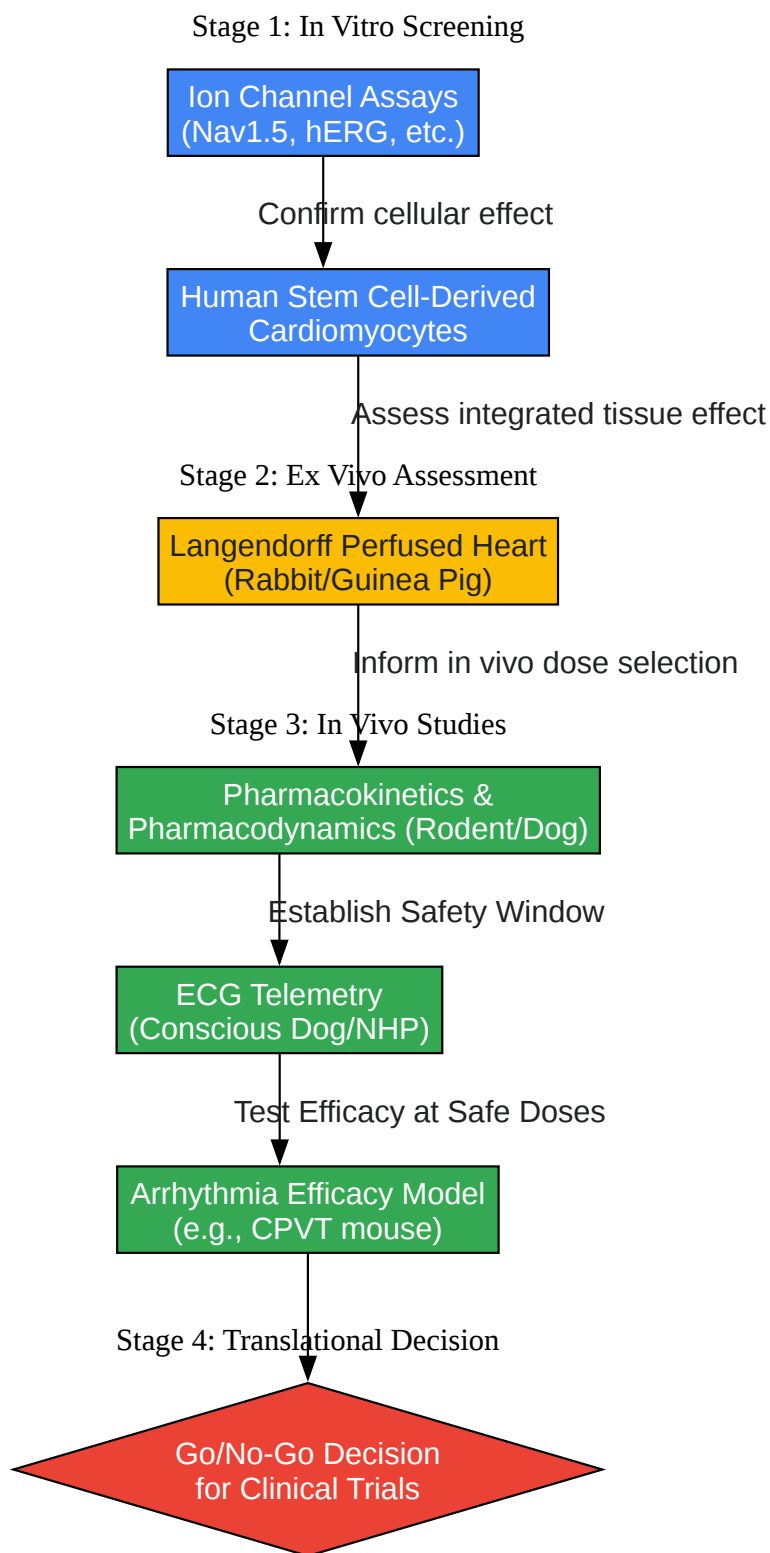 Stage 1: In Vitro Screening
Ion Channel Assays
(Nav1.5, hERG, etc.)
Confirm cellular effect
Human Stem Cell-Derived
Cardiomyocytes
Assess integrated tissue effect
Stage 2: Ex Vivo Assessment
Langendorff Perfused Heart
(Rabbit/Guinea Pig)
Inform in vivo dose selection
Stage 3: In Vivo Studies
Pharmacokinetics &
Pharmacodynamics (Rodent/Dog)
Establish Safety Window
ECG Telemetry
(Conscious Dog/NHP)
Test Efficacy at Safe Doses
Arrhythmia Efficacy Model
(e.g., CPVT mouse)
Stage 4: Translational Decision
Go/No-Go Decision
for Clinical Trials